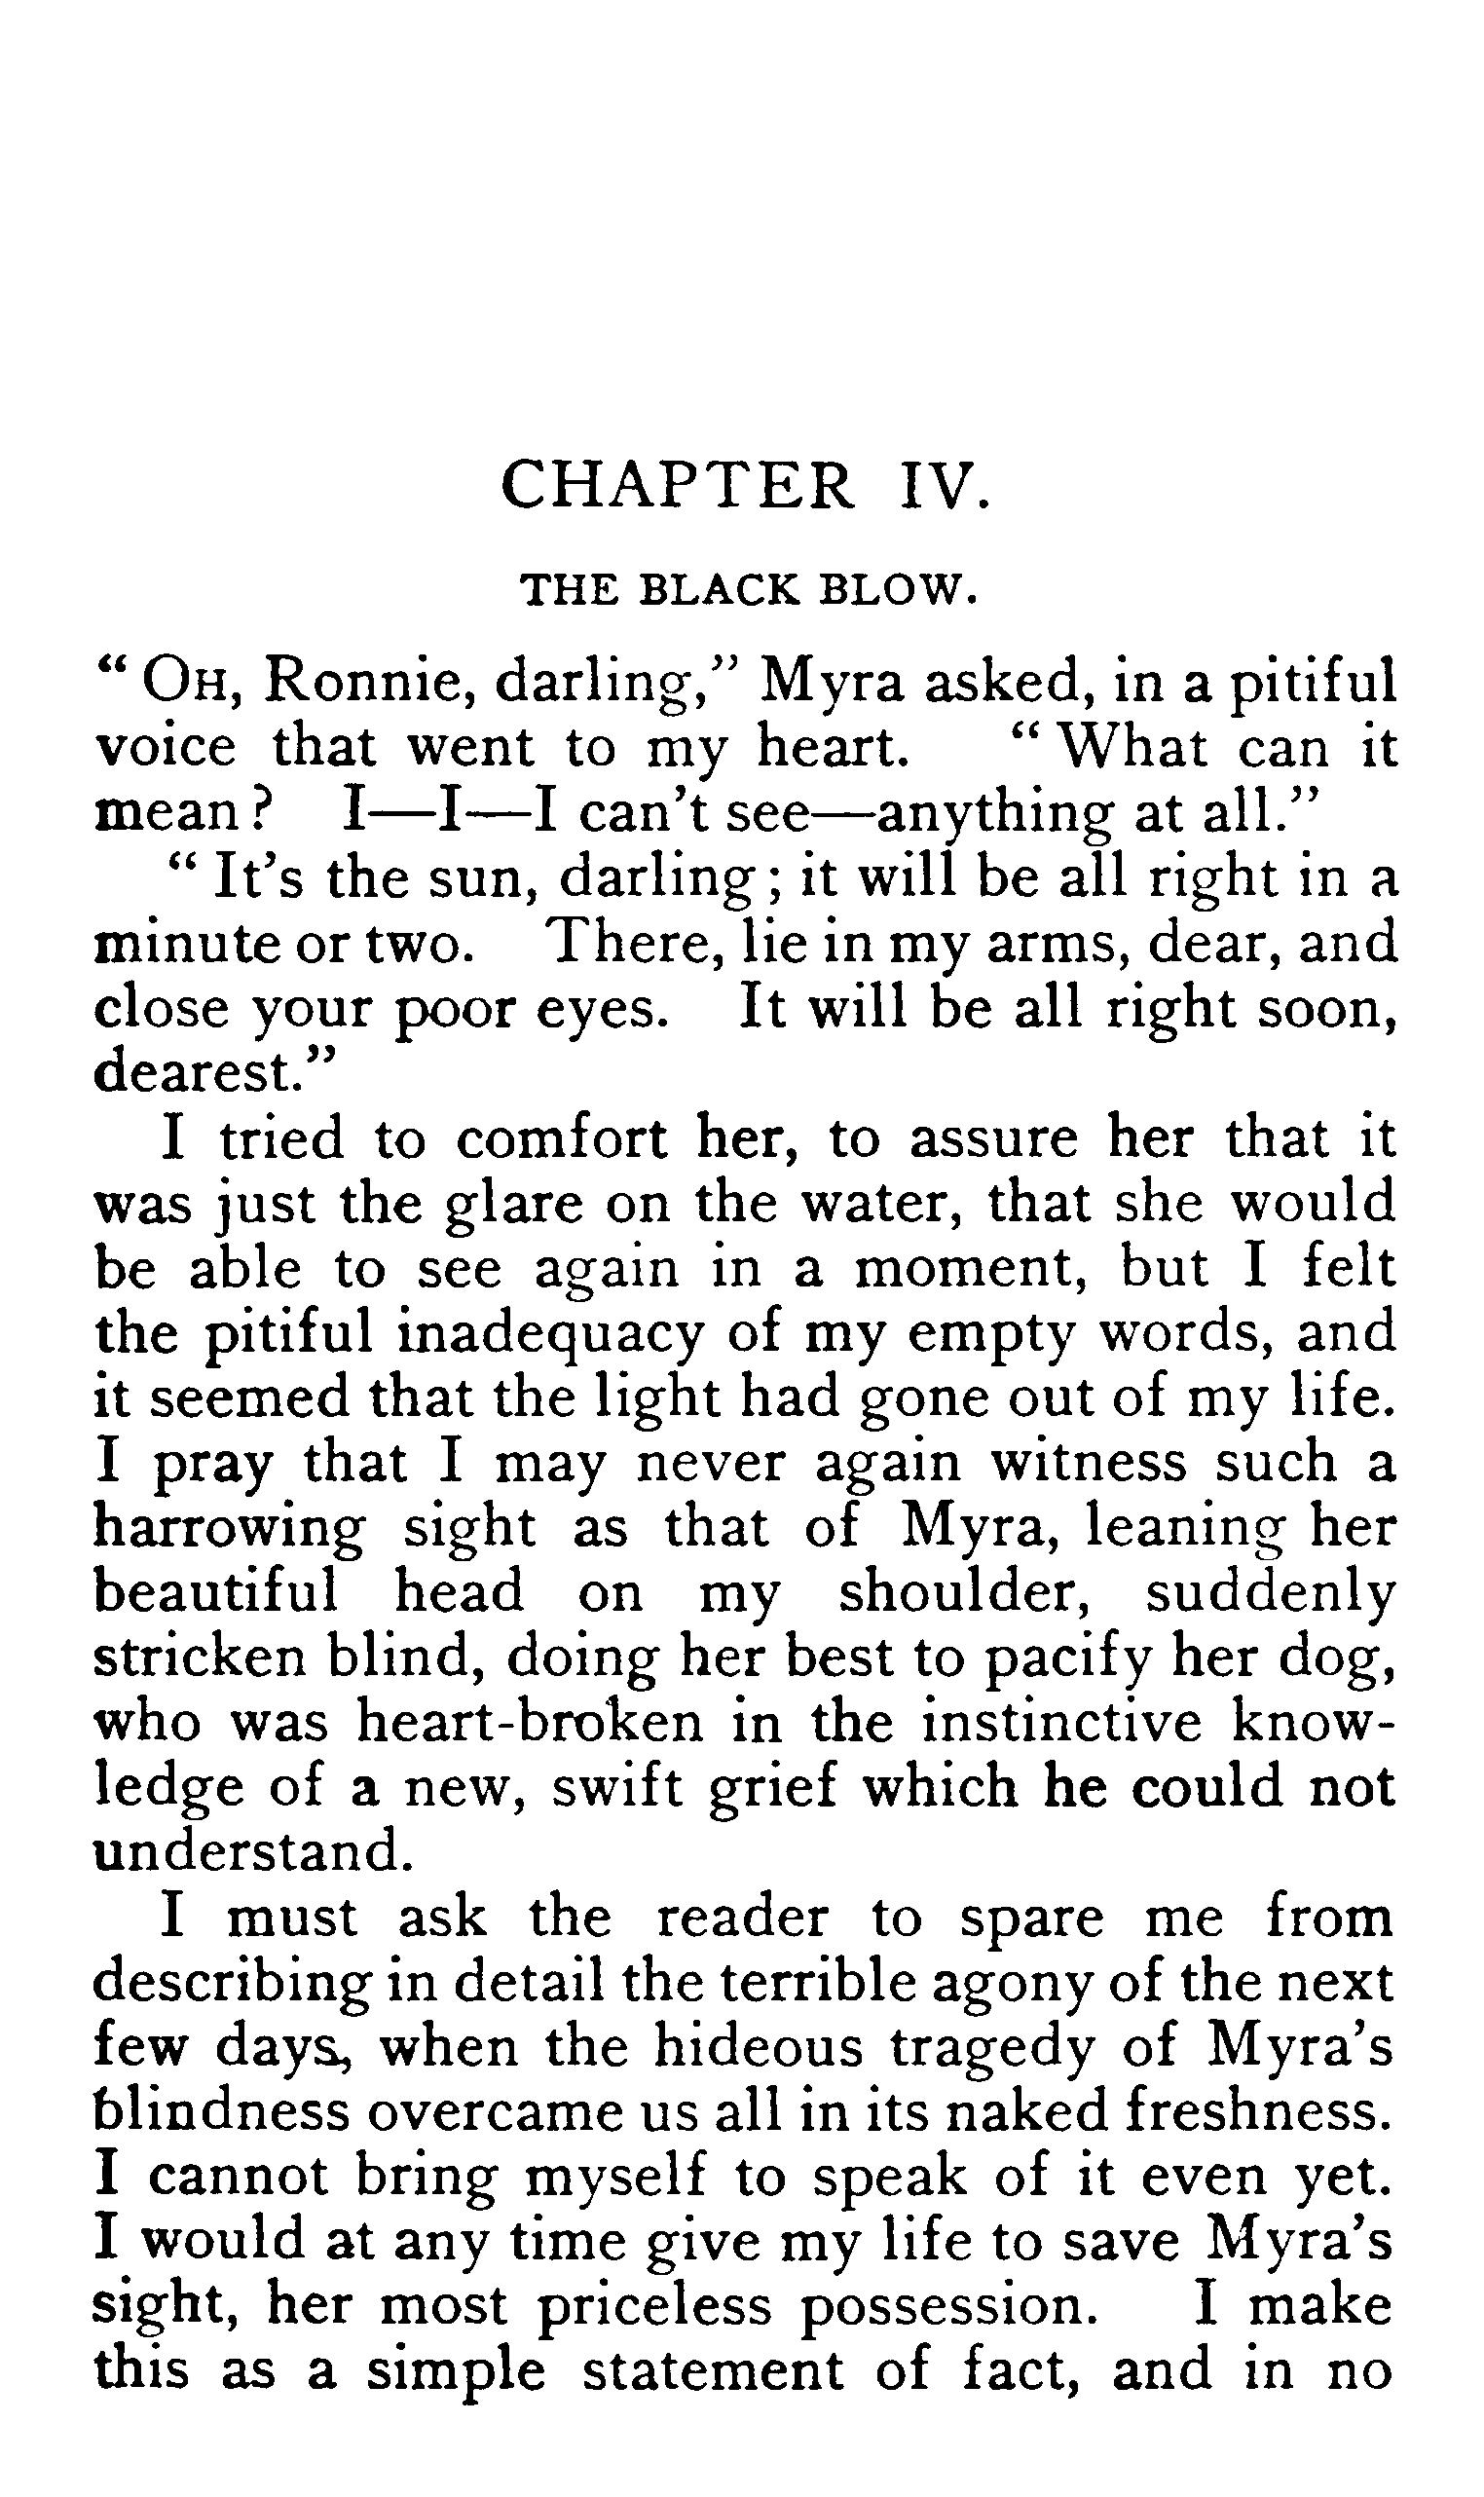 CHAPTER IV.
THE BLACK BLOW.
“ OH, Ronnie, darling,” Myra asked, in a pitiful
voice that went to my heart. “ What can it
mean ? I—I—I can't see—anything at all.”
“ It's the sun, darling ; it will be all right in a
minute or two. There, lie in my arms, dear, and
close your poor eyes. It will be all right soon,
dearest.”
I tried to comfort her, to assure her that it
was just the glare on the water, that she would
be able to see again in a moment, but I felt
the pitiful inadequacy of my empty words, and
it seemed that the light had gone out of my life.
I pray that I may never again witness such a
harrowing sight as that of Myra, leaning her
beautiful head on my shoulder, suddenly
stricken blind, doing her best to pacify her dog,
who was heart-broken in the instinctive know-
ledge of a new, swift grief which he could not
understand.
I must ask the reader to spare me from
describing in detail the terrible agony of the next
few days, when the hideous tragedy of Myra's
blindness overcame us all in its naked freshness.
I cannot bring myself to speak of it even yet.
I would at any time give my life to save Myra's
sight, her most priceless possession. I make
this as a simple statement of fact, and in no